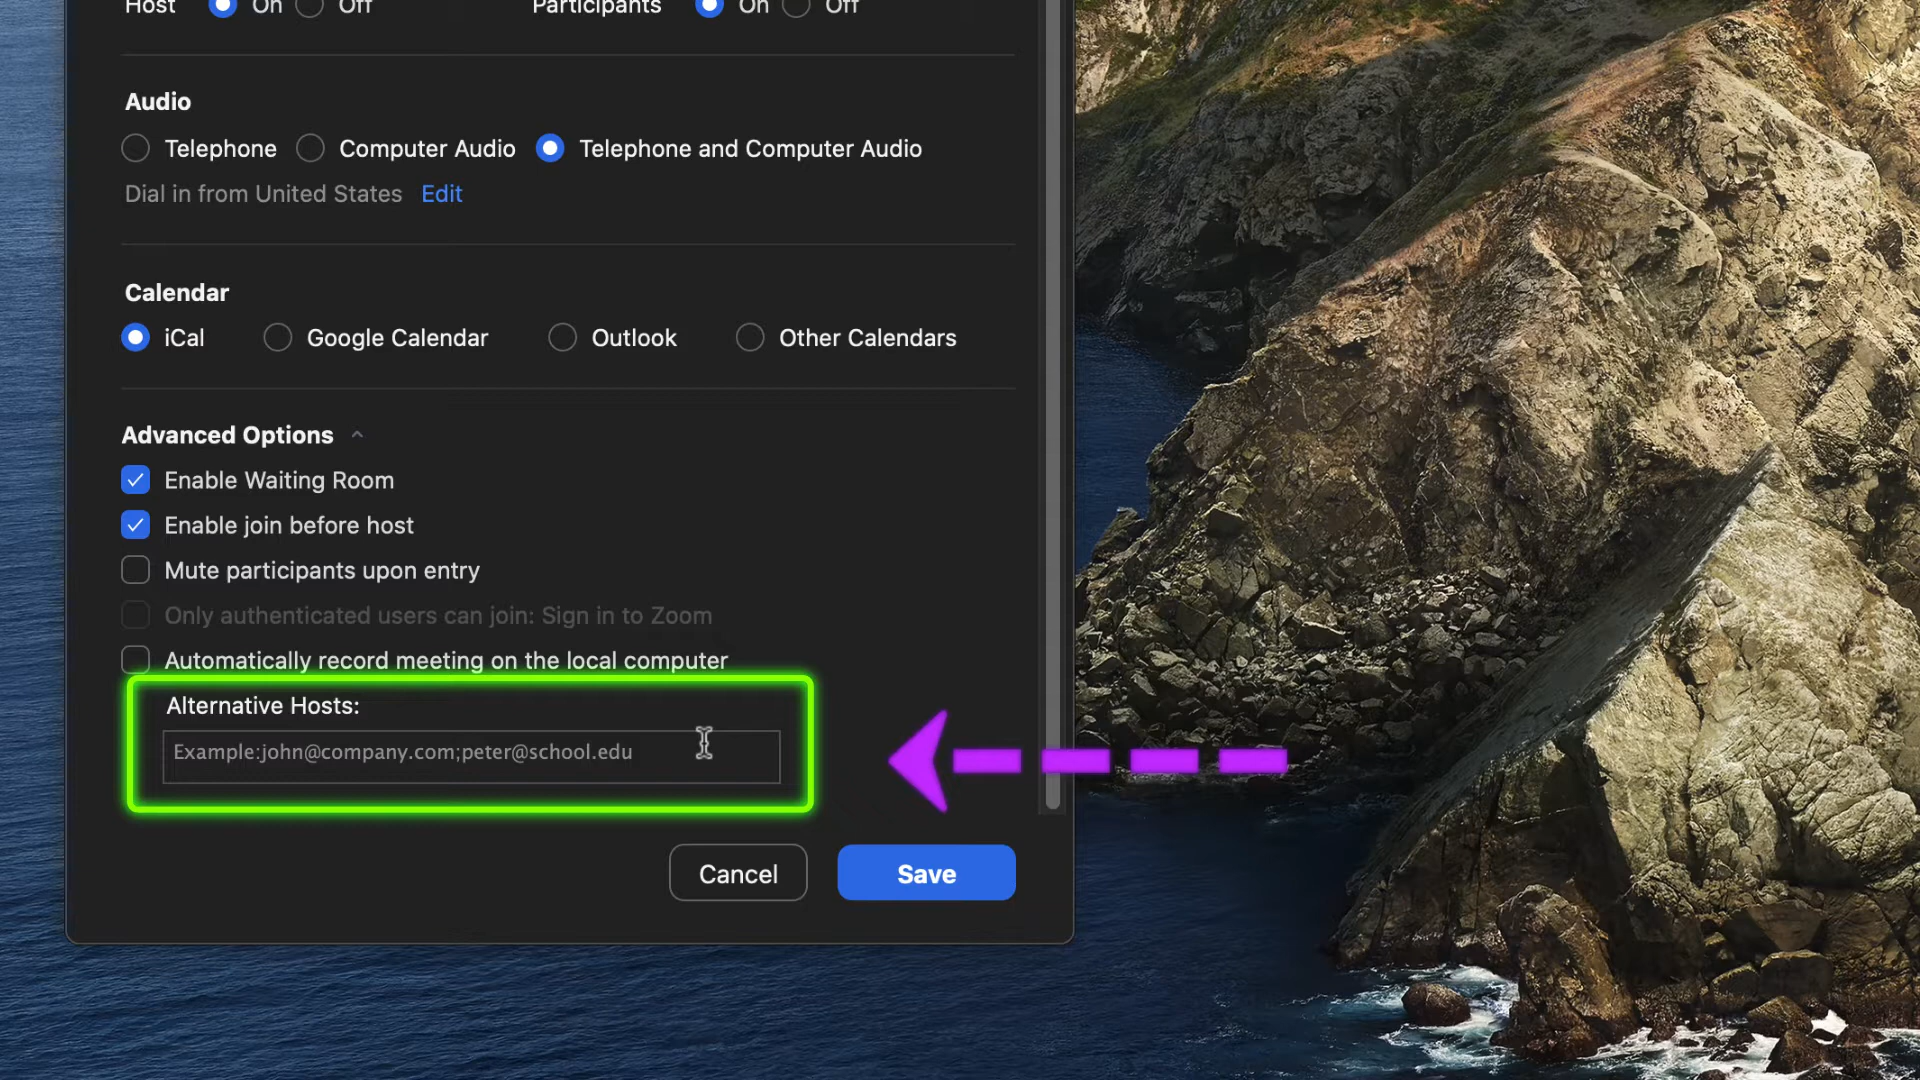 Host On Off Participants On Off
Audio
Telephone Computer Audio Telephone and Computer Audio
Dial in from United States Edit
Calendar
iCal Google Calendar Outlook Other Calendars
Advanced Options
Enable Waiting Room
Enable join before host
Mute participants upon entry
Only authenticated users can join: Sign in to Zoom
Automatically record meeting on the local computer
Alternative Hosts:
Example:john@company.com;peter@school.edu
Cancel Save